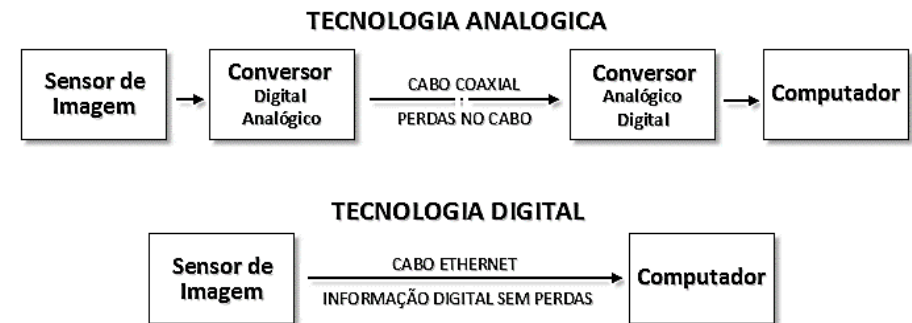 TECNOLOGIA ANALOGICA
Sensor de
Imagem
Conversor
Digital
Analógico
CABO COAXIAL
PERDAS NO CABO
Conversor
Analógico
Digital
Computador
TECNOLOGIA DIGITAL
Sensor de
Imagem
CABO ETHERNET
INFORMAÇÃO DIGITAL SEM PERDAS
Computador